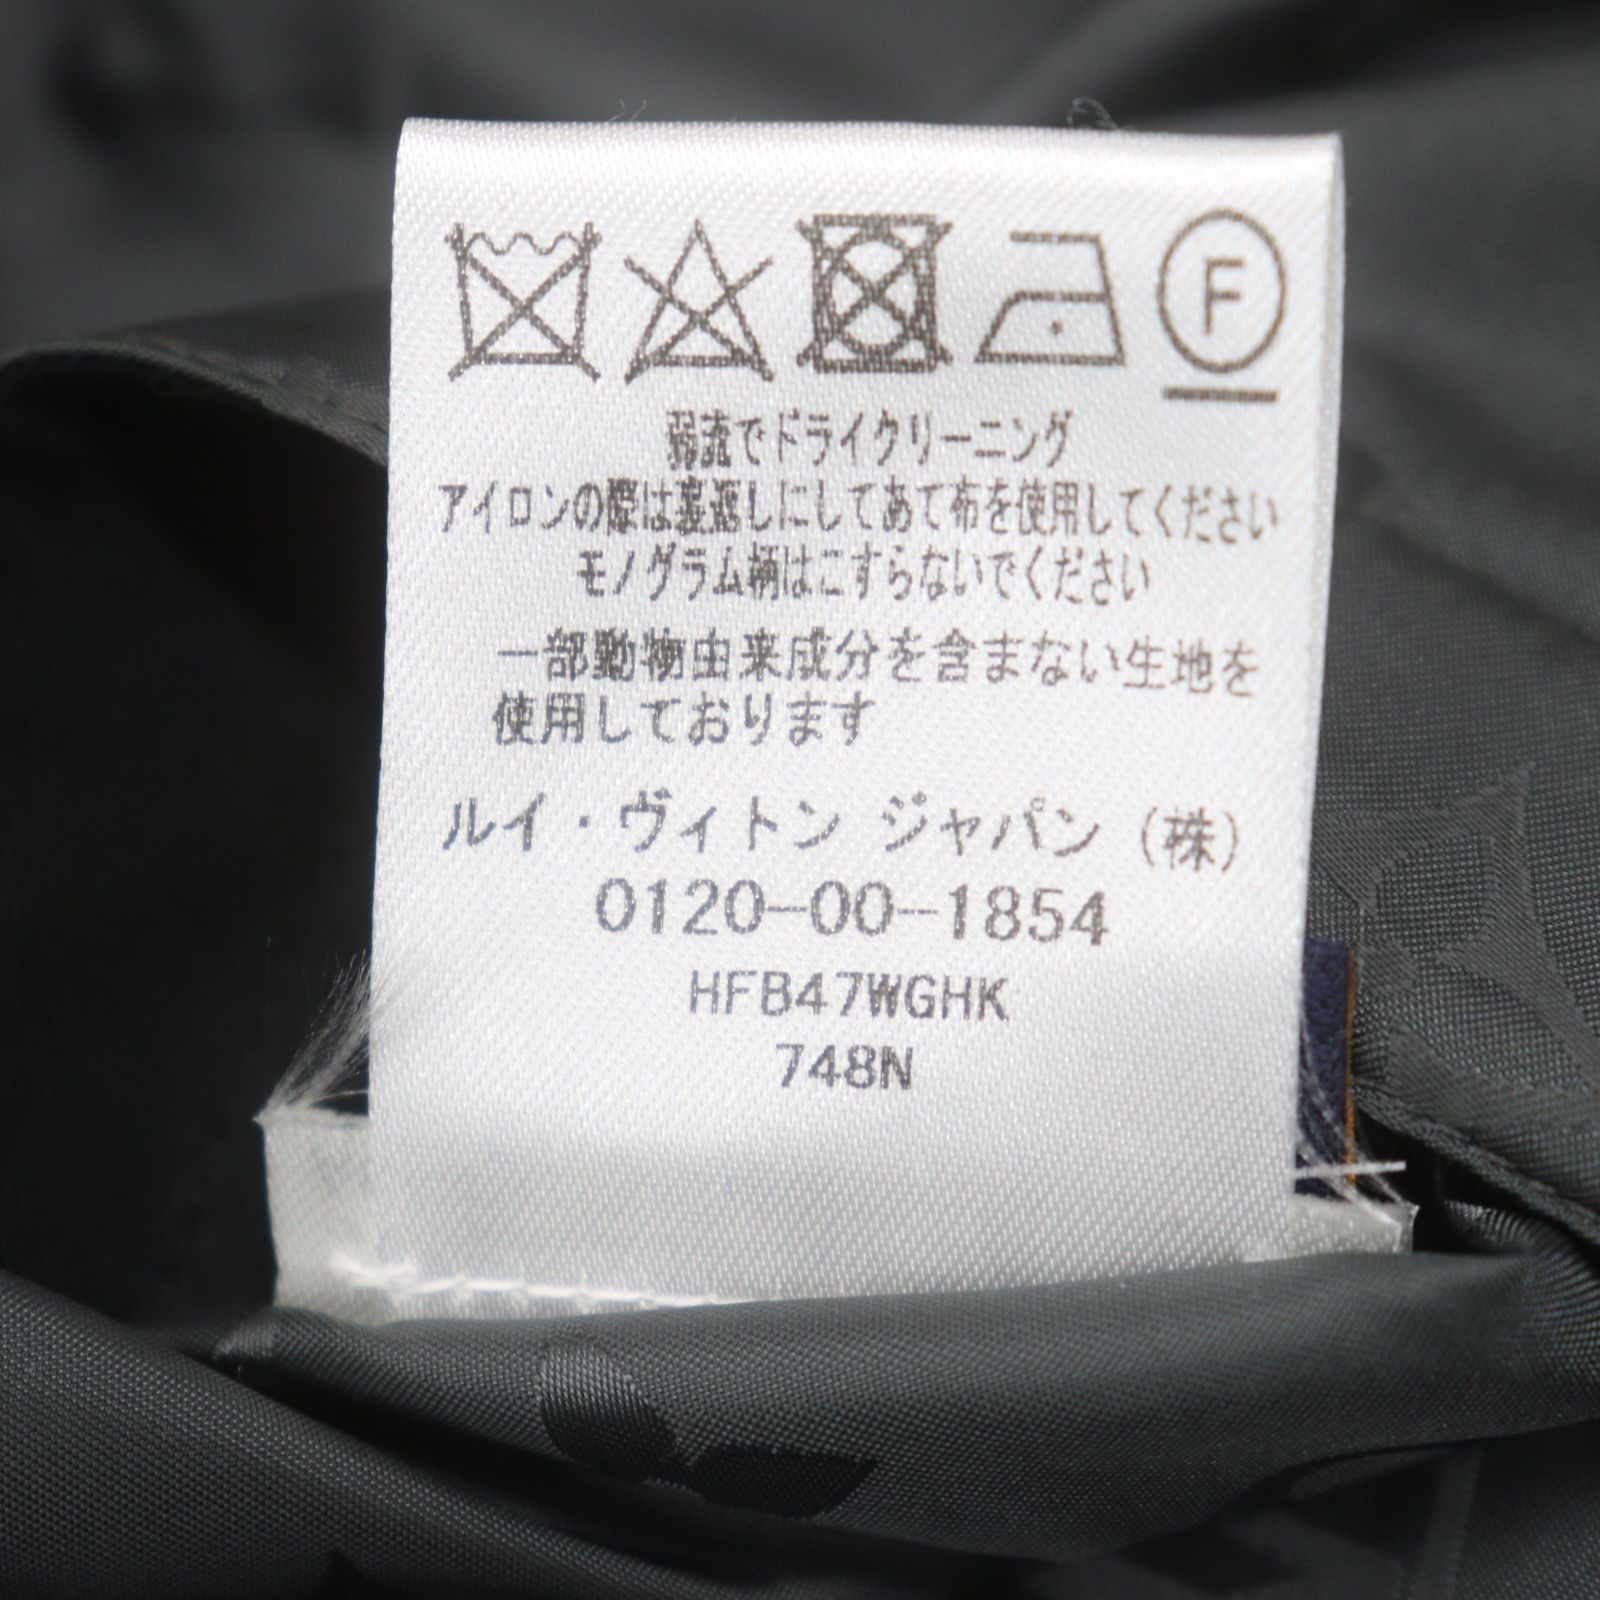 F
弱流でドライクリーニング
アイロンの際は裏返しにしてあて布を使用してください
モノグラム柄はこすらないでください
一部動物由来成分を含まない生地を
使用しております
ルイ・ヴィトン ジャパン (株)
0120-00-1854
HFB47WGHK
748N